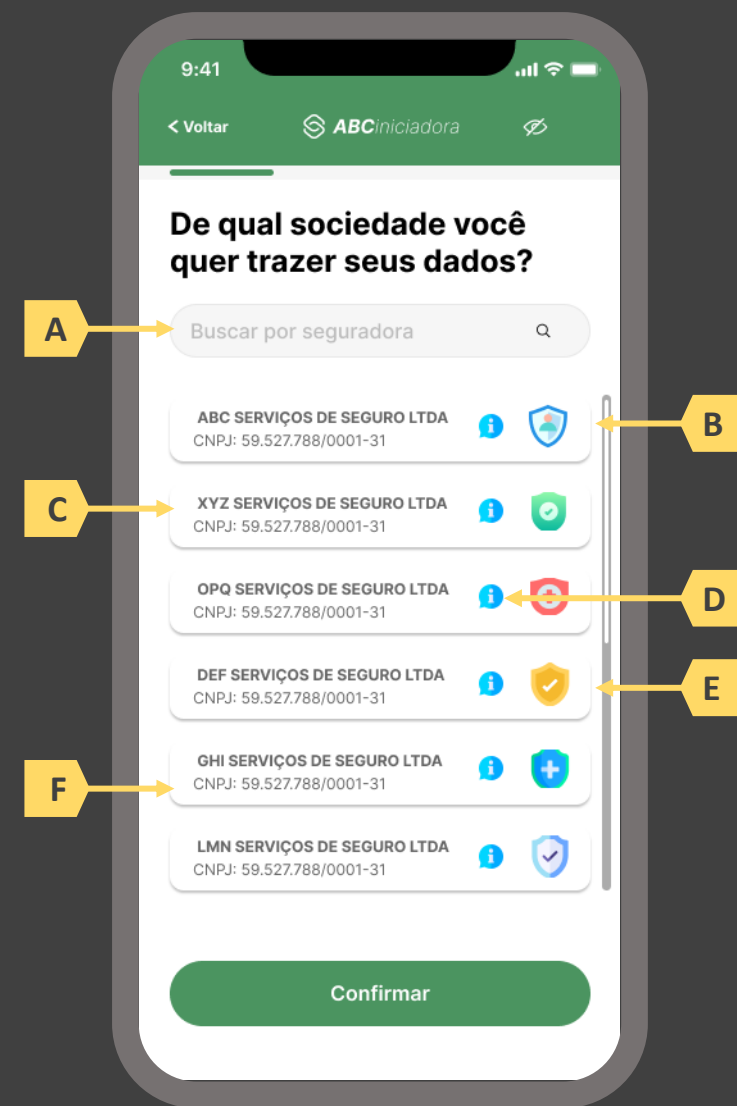 9:41
Voltar
ABCiniciadora
De qual sociedade você
quer trazer seus dados?
A
Buscar por seguradora
ABC SERVIÇOS DE SEGURO LTDA
CNPJ: 59.527.788/0001-31
B
C
XYZ SERVIÇOS DE SEGURO LTDA
CNPJ: 59.527.788/0001-31
OPQ SERVIÇOS DE SEGURO LTDA
CNPJ: 59.527.788/0001-31
D
DEF SERVIÇOS DE SEGURO LTDA
CNPJ: 59.527.788/0001-31
E
GHI SERVIÇOS DE SEGURO LTDA
CNPJ: 59.527.788/0001-31
F
LMN SERVIÇOS DE SEGURO LTDA
CNPJ: 59.527.788/0001-31
Confirmar